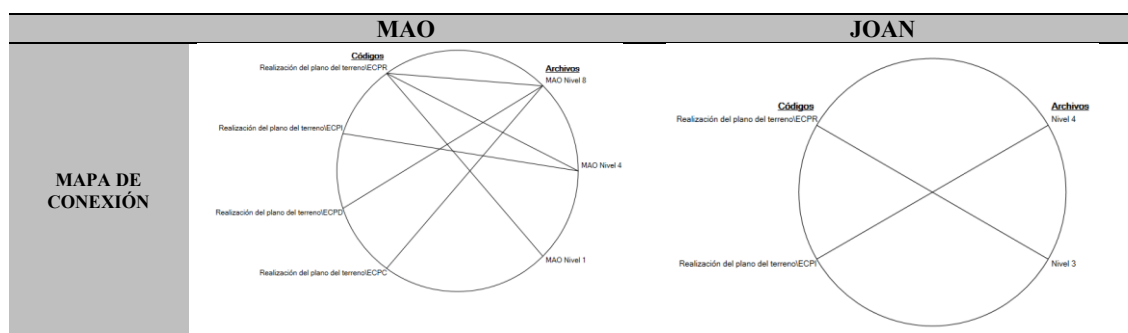 MAO
JOAN
MAPA DE
CONEXIÓN
Códigos
Realización del plano del terreno\ECPR
Realización del plano del terreno\ECPI
Realización del plano del terreno\ECPD
Realización del plano del terreno\ECPC
Archivos
MAO Nivel 8
MAO Nivel 4
MAO Nivel 1
Códigos
Realización del plano del terreno\ECPR
Realización del plano del terreno\ECPI
Archivos
Nivel 4
Nivel 3